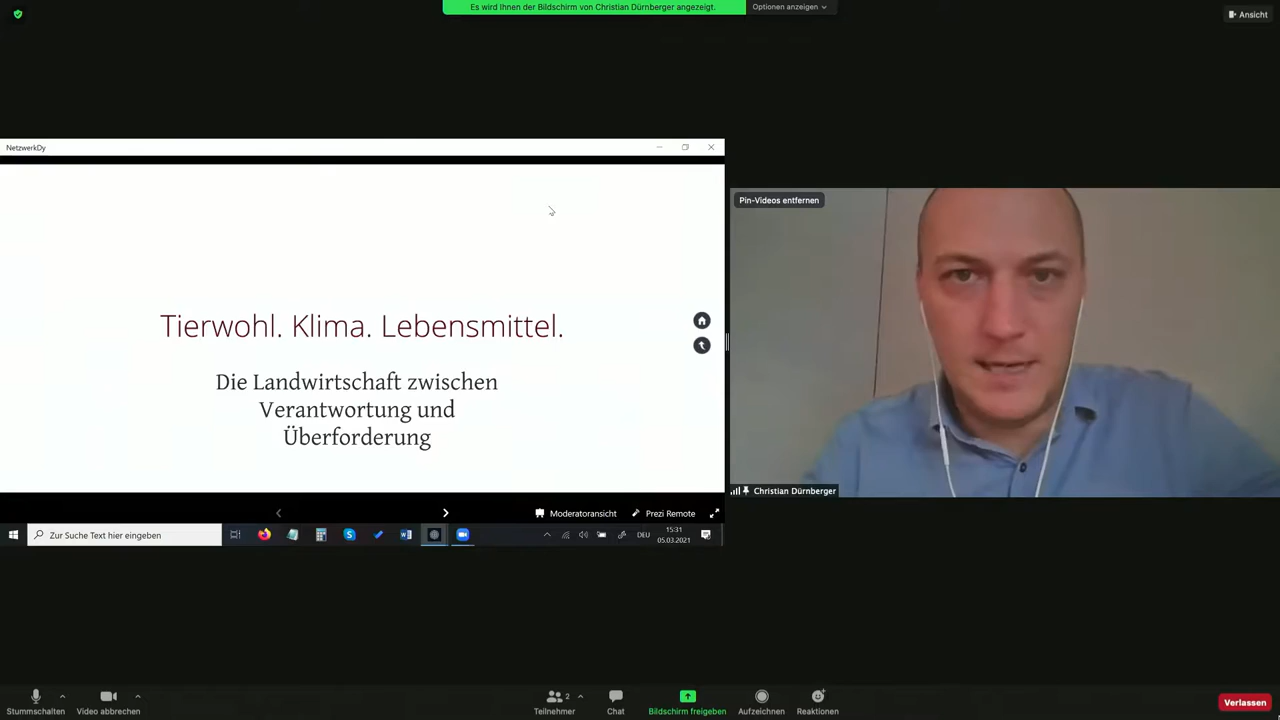 Es wird Ihnen der Bildschirm von Christian Dürnberger angezeigt.
Optionen anzeigen
Ansicht
NetzwerkDy
Pin-Videos entfernen
Tierwohl. Klima. Lebensmittel.
Die Landwirtschaft zwischen
Verantwortung und
Überforderung
Christian Dürnberger
Moderatoransicht
Prezi Remote
Zur Suche Text hier eingeben
DEU
15:31
05.03.2021
Stummschalten
Video abbrechen
2
Teilnehmer
Chat
Bildschirm freigeben
Aufzeichnen
Reaktionen
Verlassen